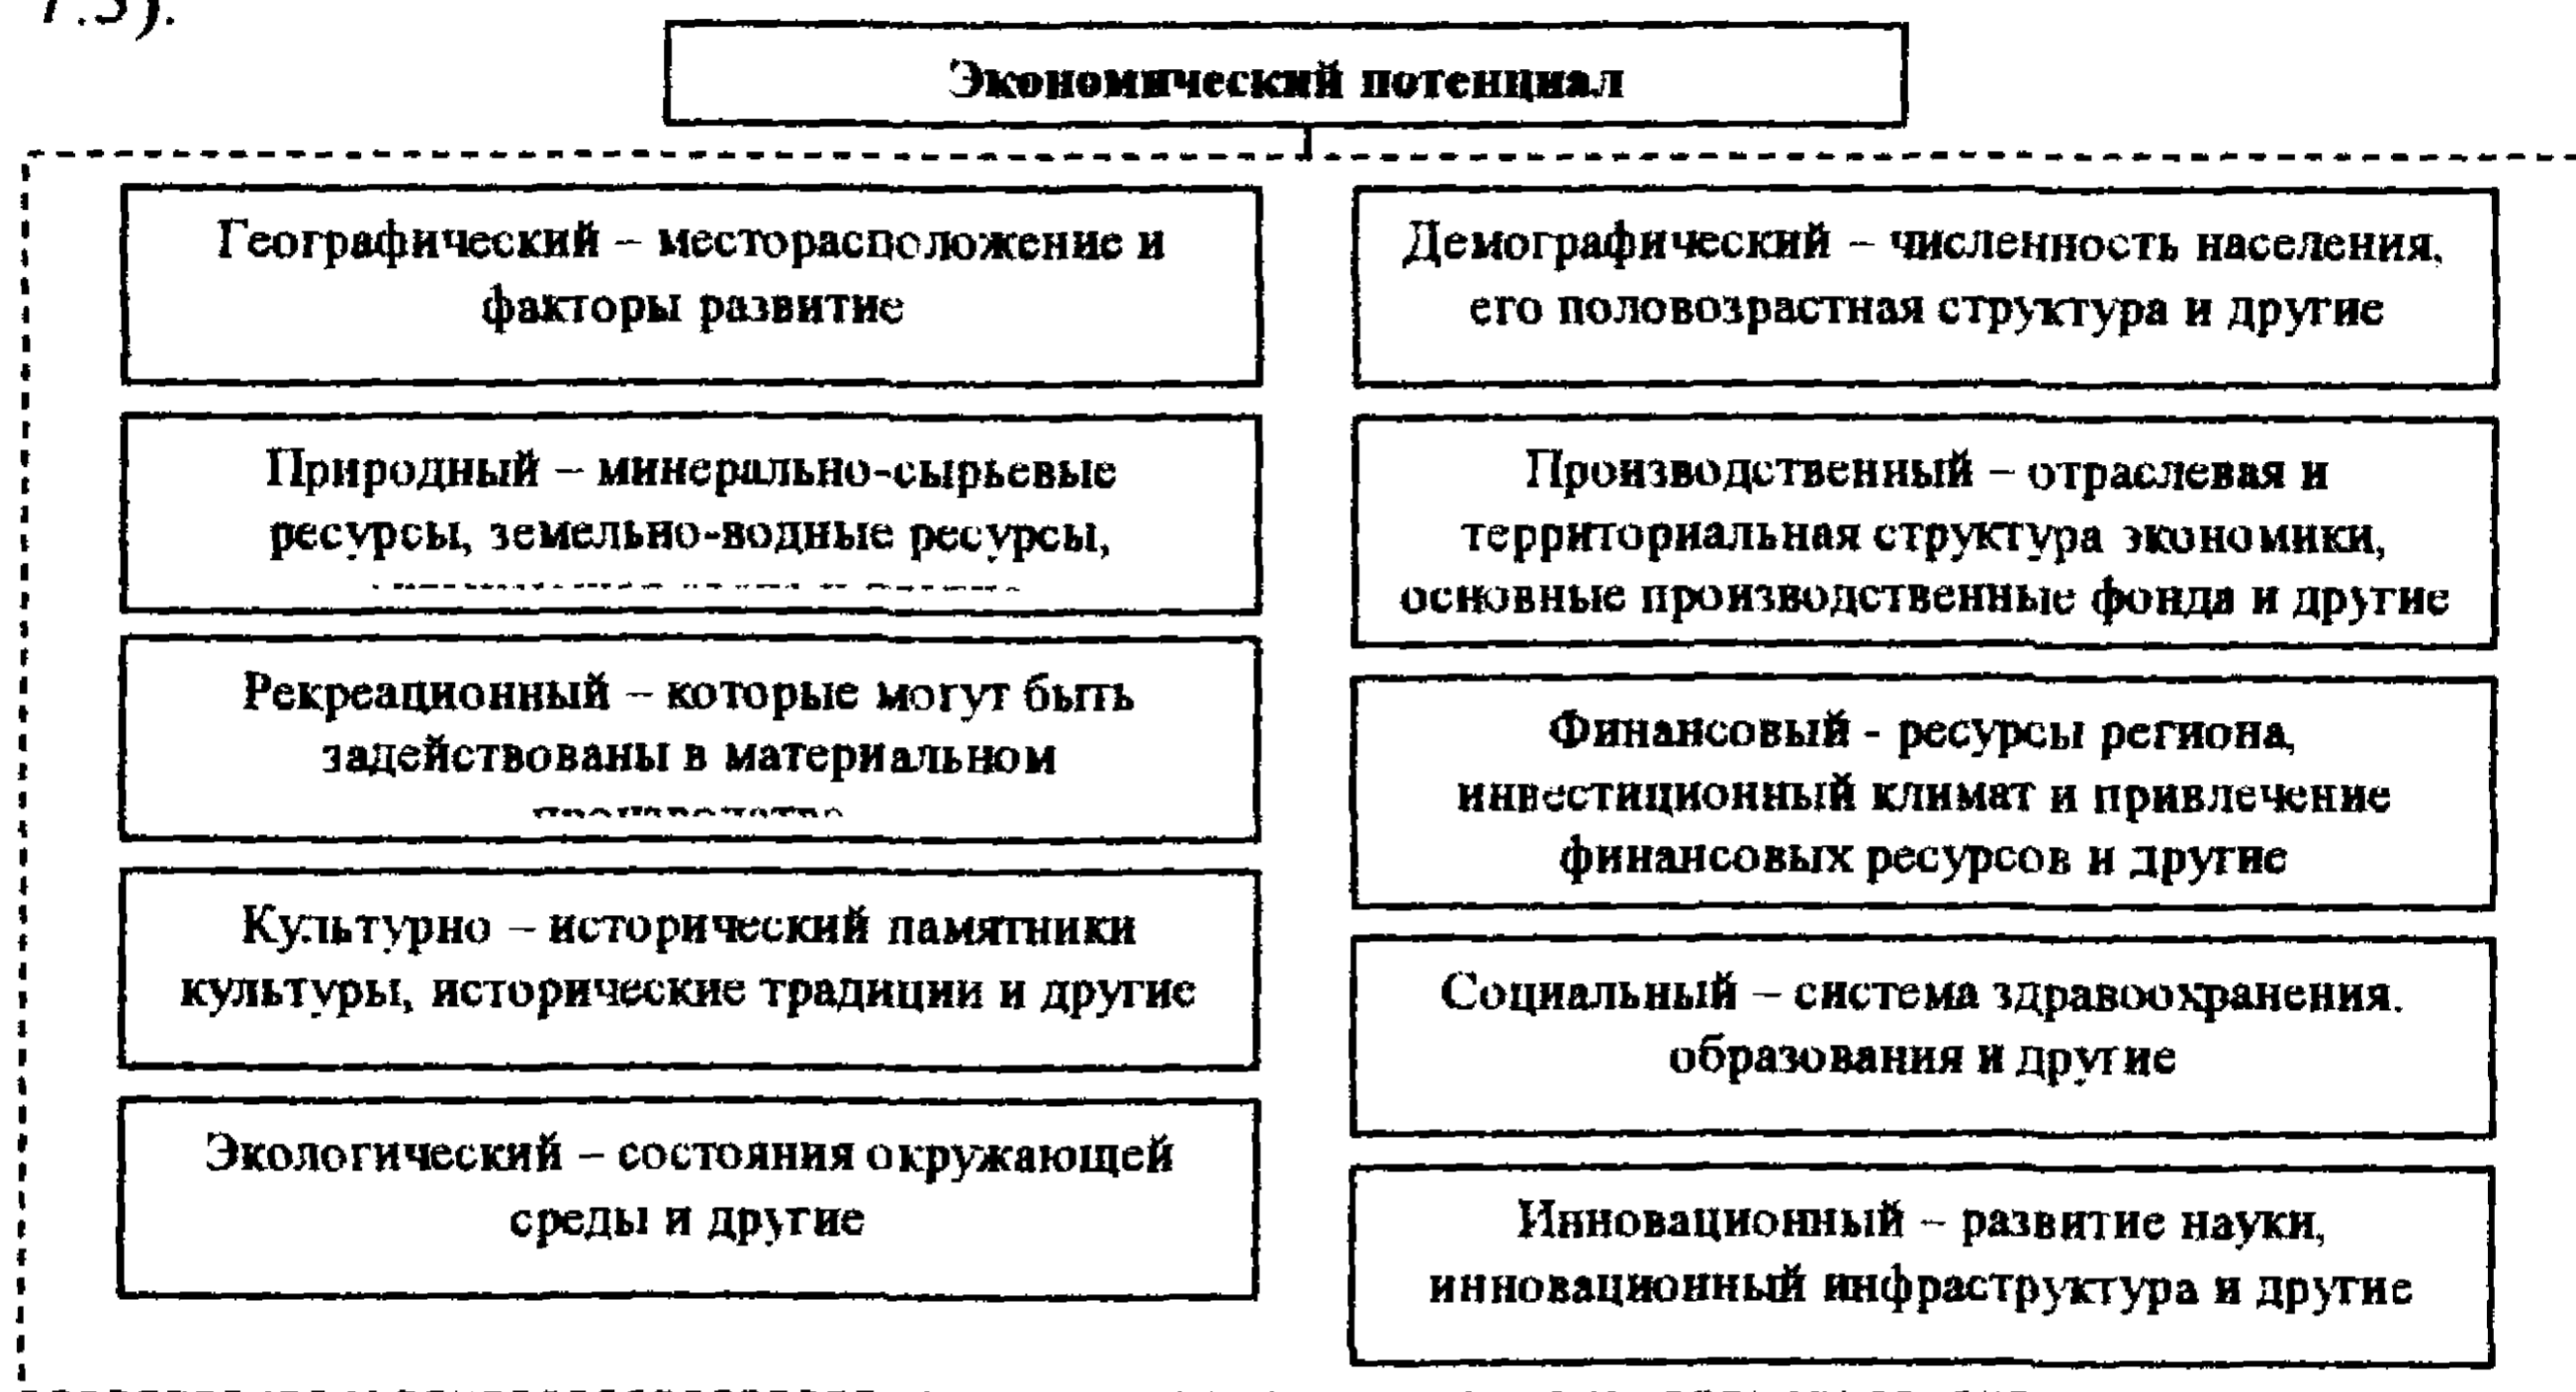 7.3).
Экономический потенциал
Географический – месторасположение и
факторы развитие
Природный – минерально-сырьевые
ресурсы, земельно-водные ресурсы,
Рекреационный – которые могут быть
задействованы в материальном
Культурно – исторический памятники
культуры, исторические традиции и другие
Экологический – состояния окружающей
среды и другие
Демографический – численность населения,
его половозрастная структура и другие
Производственный – отраслевая и
территориальная структура экономики,
основные производственные фонда и другие
Финансовый - ресурсы региона,
инвестиционный климат и привлечение
финансовых ресурсов и другие
Социальный – система здравоохранения.
образования и другие
Инновационный – развитие науки,
инновационный инфраструктура и другие